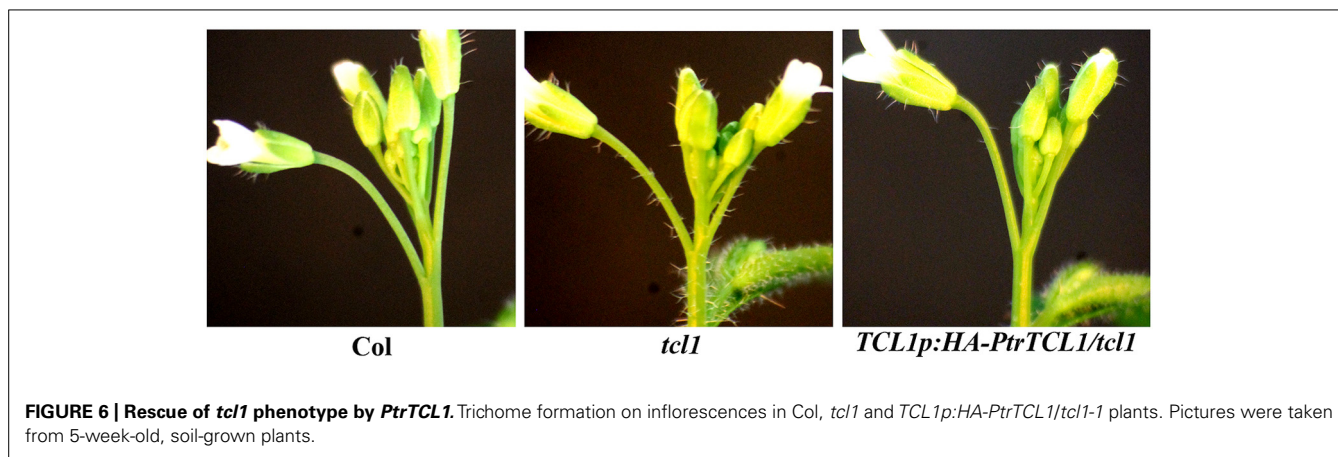 Col
tcl1
TCL1p:HA-PtrTCL1/tcl1
FIGURE 6 | Rescue of tcl1 phenotype by PtrTCL1. Trichome formation on inflorescences in Col, tcl1 and TCL1p:HA-PtrTCL1/tcl1-1 plants. Pictures were taken
from 5-week-old, soil-grown plants.